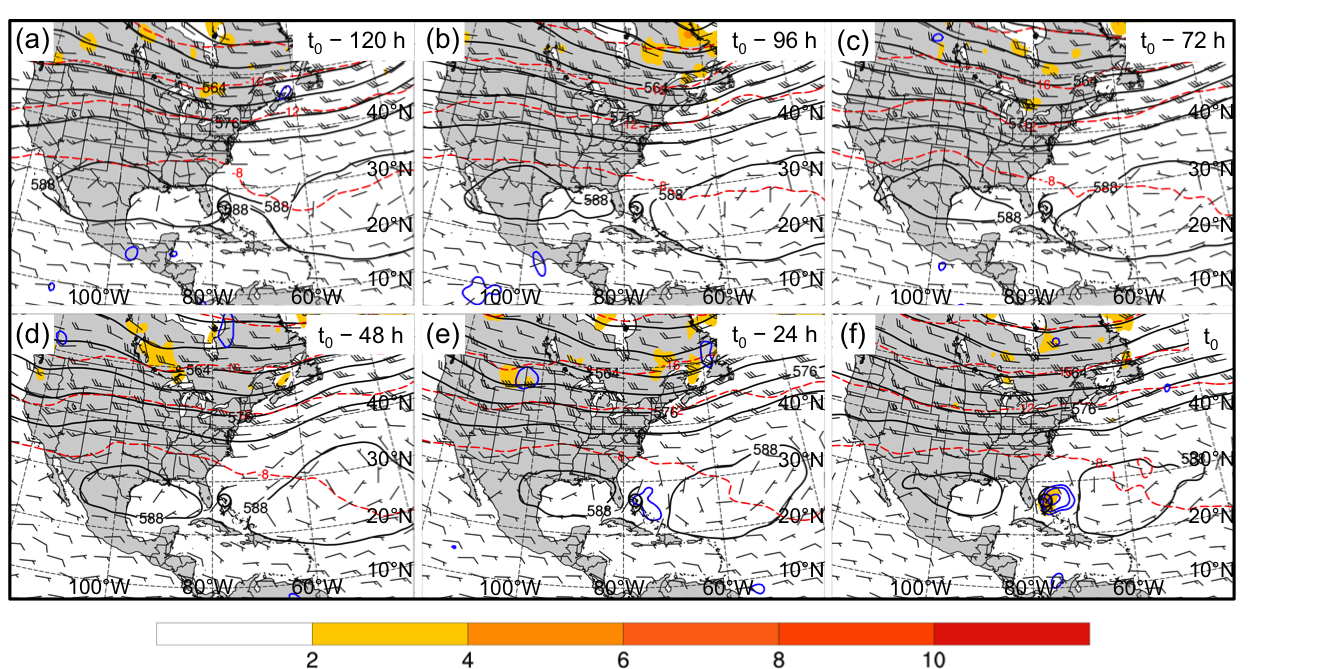 (a)
t0 − 120 h
564
-16
-12
576
40°N
30°N
-8
588
588
588
20°N
10°N
100°W
80°W
60°W
(b)
t0 − 96 h
564
576
-12
40°N
30°N
-8
588
588
20°N
10°N
100°W
80°W
60°W
(c)
t0 − 72 h
564
-16
576
40°N
30°N
-8
588
588
20°N
10°N
100°W
80°W
60°W
(d)
t0 − 48 h
564
-16
576
40°N
30°N
-8
588
588
20°N
10°N
100°W
80°W
60°W
(e)
t0 − 24 h
564
-16
576
576
40°N
588
30°N
-8
588
20°N
10°N
100°W
80°W
60°W
(f)
t0
564
-12
576
40°N
30°N
-8
20°N
10°N
100°W
80°W
60°W
2
4
6
8
10